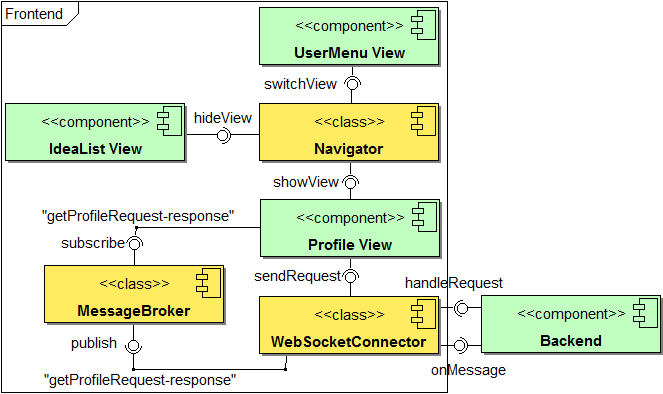 Frontend
<<component>>
UserMenu View
switchView
<<component>>
IdeaList View
hideView
<<class>>
Navigator
showView
"getProfileRequest-response"
subscribe
<<component>>
Profile View
sendRequest
handleRequest
<<class>>
MessageBroker
<<class>>
WebSocketConnector
<<component>>
Backend
publish
onMessage
"getProfileRequest-response"